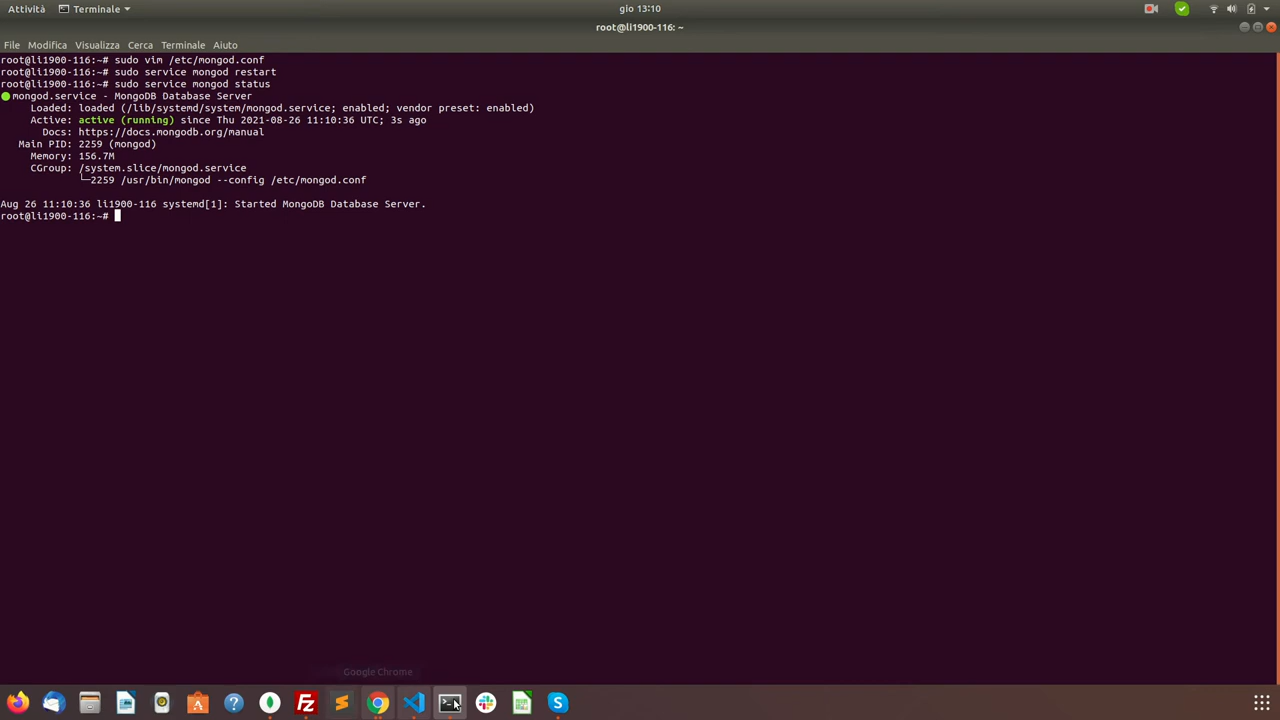 Attività Terminale gio 13:10
root@li1900-116: ~
File Modifica Visualizza Cerca Terminale Aiuto
root@li1900-116:~# sudo vim /etc/mongod.conf
root@li1900-116:~# sudo service mongod restart
root@li1900-116:~# sudo service mongod status
mongod.service - MongoDB Database Server
Loaded: loaded (/lib/systemd/system/mongod.service; enabled; vendor preset: enabled)
Active: active (running) since Thu 2021-08-26 11:10:36 UTC; 3s ago
Docs: https://docs.mongodb.org/manual
Main PID: 2259 (mongod)
Memory: 156.7M
CGroup: /system.slice/mongod.service
└─2259 /usr/bin/mongod --config /etc/mongod.conf
Aug 26 11:10:36 li1900-116 systemd[1]: Started MongoDB Database Server.
root@li1900-116:~#
Google Chrome